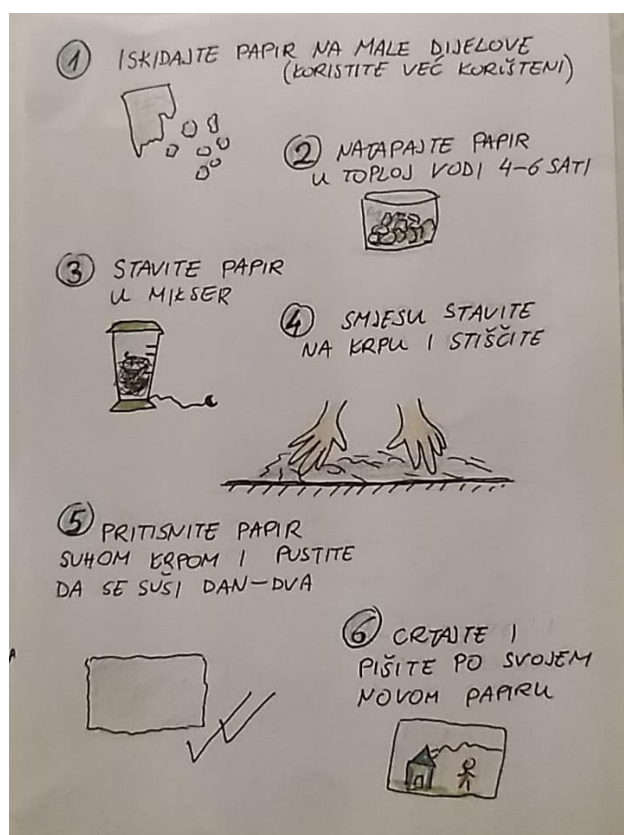 1 ISKIDAJTE PAPIR NA MALE DIJELOVE
(KORISTITE VEĆ KORIŠTENI)
2 NATAPAJTE PAPIR
U TOPLOJ VODI 4-6 SATI
3 STAVITE PAPIR
U MIKSER
4 SMJESU STAVITE
NA KRPU I STIŠČITE
5 PRITISNITE PAPIR
SUHOM KRPOM I PUSTITE
DA SE SUŠI DAN-DVA
6 CRTAJTE I
PIŠITE PO SVOJEM
NOVOM PAPIRU